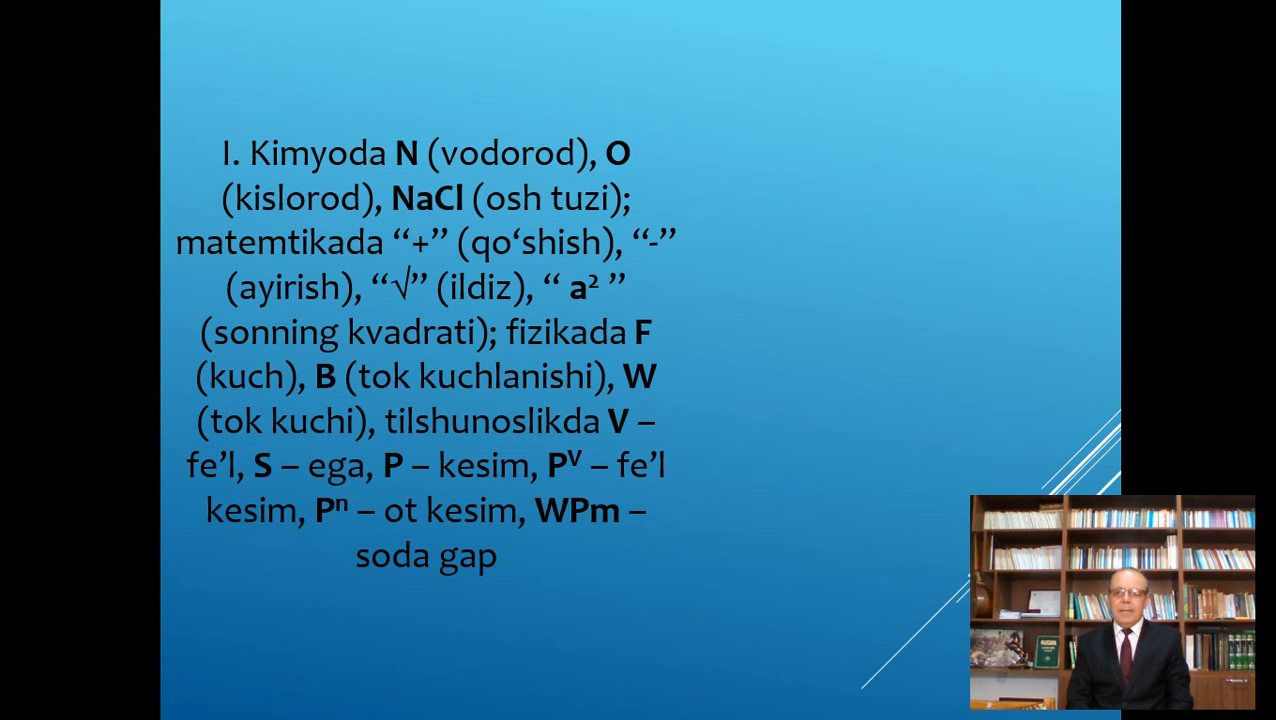 I. Kimyoda N (vodorod), O
(kislorod), NaCl (osh tuzi);
matemtikada “+” (qo‘shish), “-”
(ayirish), “√” (ildiz), “ a² ”
(sonning kvadrati); fizikada F
(kuch), B (tok kuchlanishi), W
(tok kuchi), tilshunoslikda V –
fe’l, S – ega, P – kesim, Pⱽ – fe’l
kesim, Pⁿ – ot kesim, WPm –
soda gap